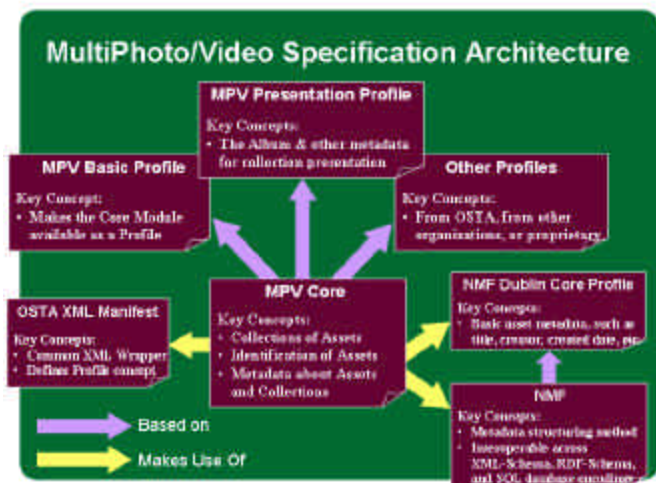 MultiPhoto/Video Specification Architecture
MPV Presentation Profile
Key Concepts:
• The Album & other metadata
for collection presentation
MPV Basic Profile
Key Concept:
• Makes the Core Module
available as a Profile
Other Profiles
• From OSTA, from other
organizations, or proprietary
MPV Core
Key Concepts:
• Collections of Assets
• Identification of Assets
• Metadata about Assets
and Collections
OSTA XML Manifest
Key Concepts:
• Common XML Wrapper
• Defines Profile concept
NMF Dublin Core Profile
Key Concepts:
• Basic asset metadata, such as
title, creator, created date, etc
NMF
Key Concepts:
• Metadata structuring method
• Interoperable across
XML-Schema, RDF-Schema,
and SQL database encodings
Based on
Makes Use Of